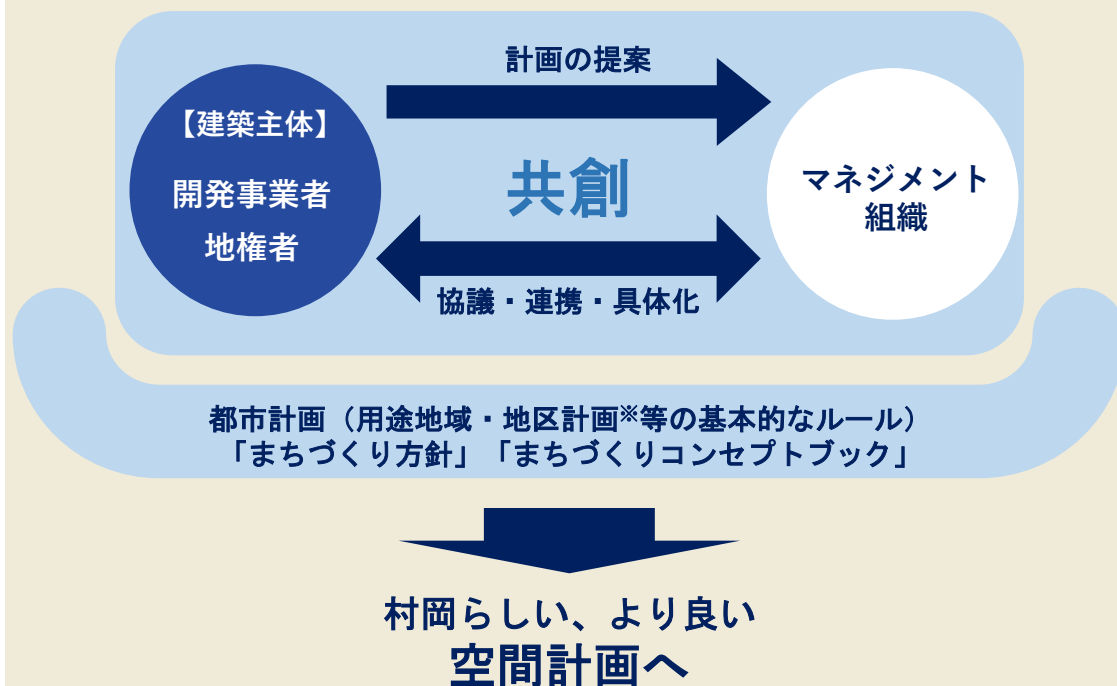 計画の提案
【建築主体】
開発事業者
地権者
共創
マネジメント
組織
協議・連携・具体化
都市計画（用途地域・地区計画※等の基本的なルール）
「まちづくり方針」「まちづくりコンセプトブック」
村岡らしい、より良い
空間計画へ